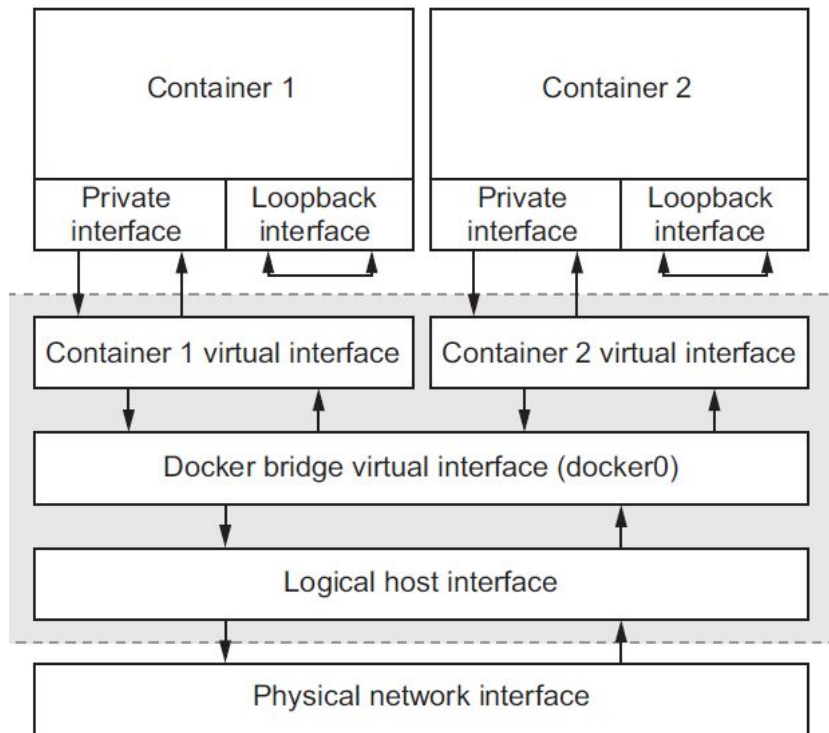 Container 1
Container 2
Private
interface
Loopback
interface
Private
interface
Loopback
interface
Container 1 virtual interface
Container 2 virtual interface
Docker bridge virtual interface (docker0)
Logical host interface
Physical network interface